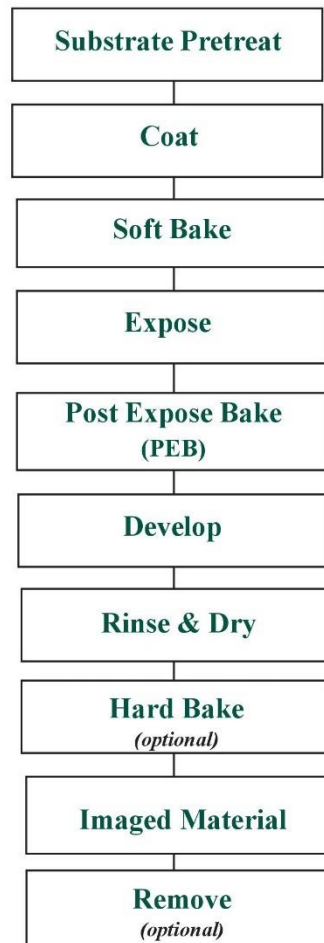 Substrate Pretreat
Coat
Soft Bake
Expose
Post Expose Bake
(PEB)
Develop
Rinse & Dry
Hard Bake
(optional)
Imaged Material
Remove
(optional)